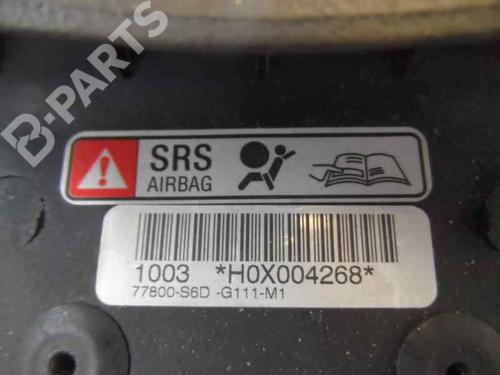 B-PARTS
SRS
AIRBAG
1003 *H0X004268*
77800-S6D -G111-M1